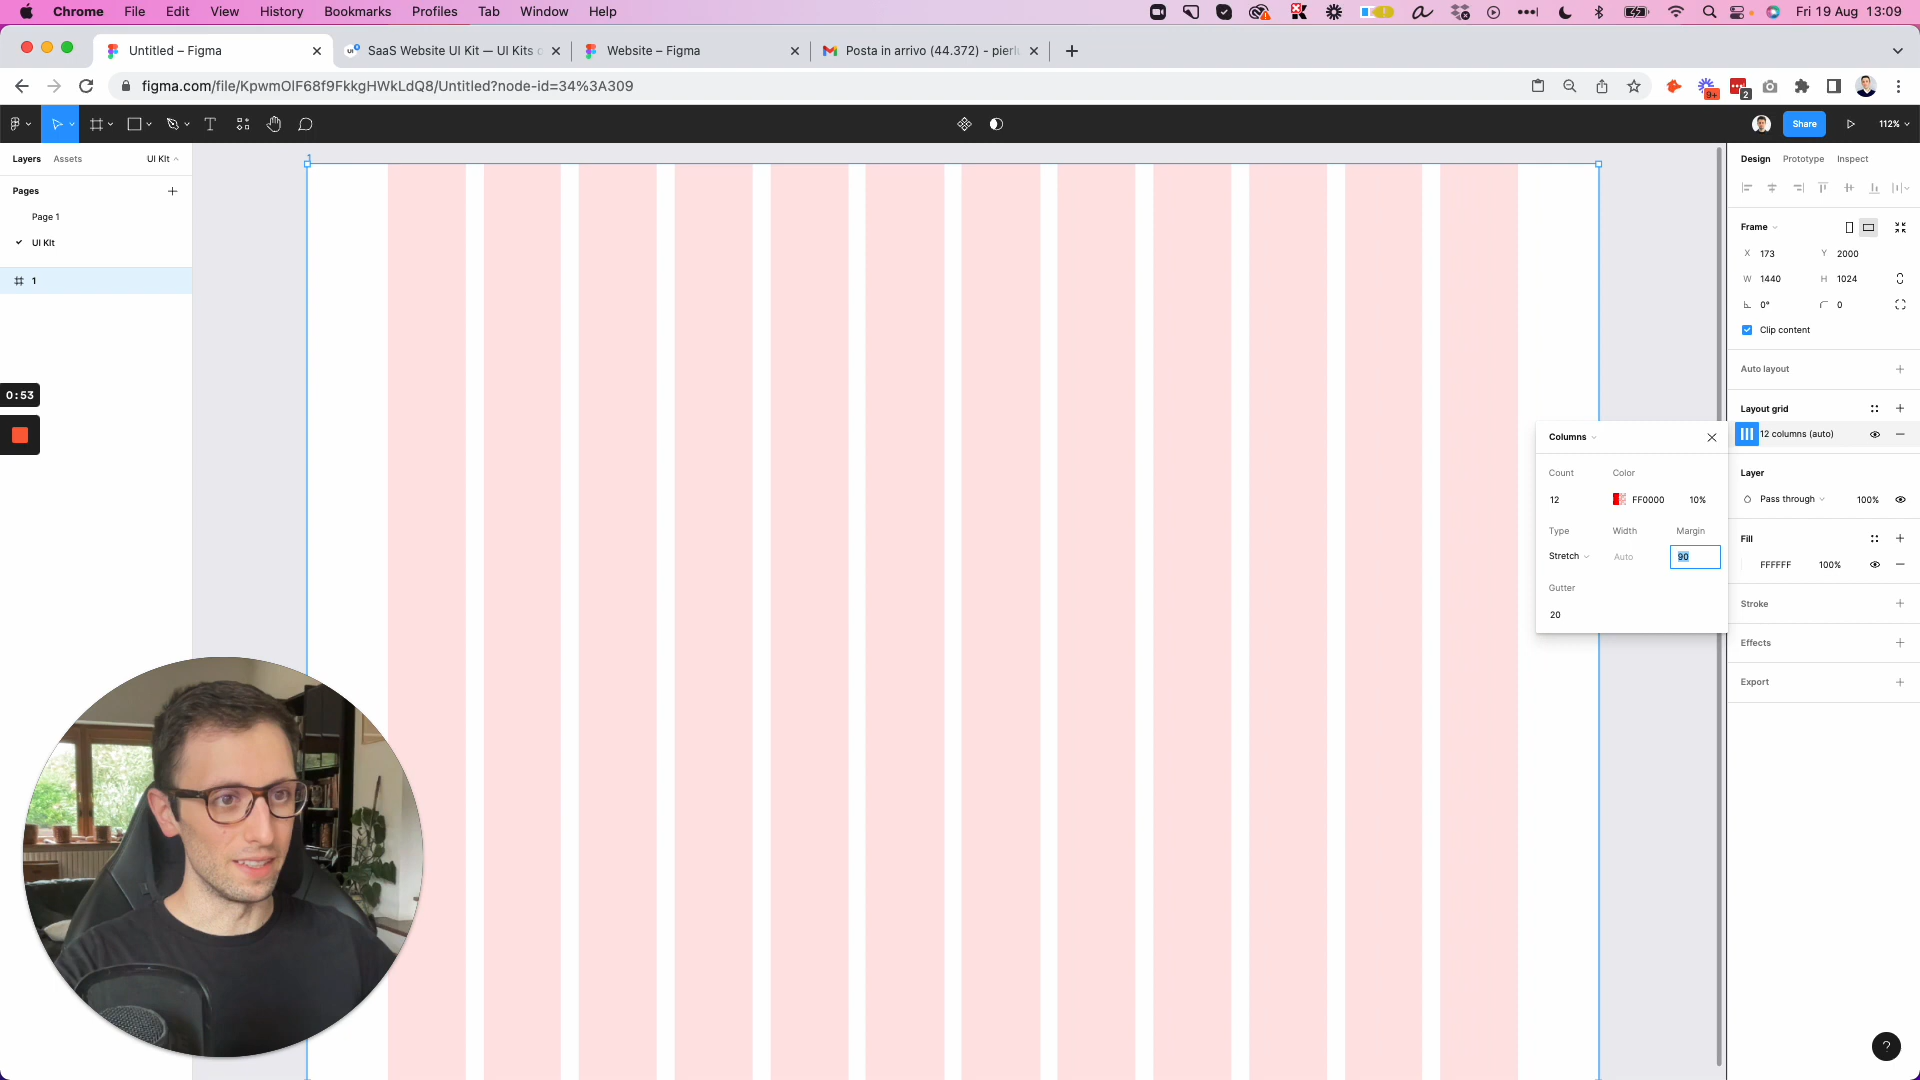 Chrome File Edit View History Bookmarks Profiles Tab Window Help
Fri 19 Aug 13:09
Untitled – Figma
SaaS Website UI Kit — UI Kits
Website – Figma
Posta in arrivo (44.372) - pierl
figma.com/file/KpwmOIF68f9FkkgHWkLdQ8/Untitled?node-id=34%3A309
9+
2
Share
112%
Layers Assets UI Kit
Pages
Page 1
UI Kit
1
1
0:53
Design Prototype Inspect
Frame
X 173 Y 2000
W 1440 H 1024
0° 0
Clip content
Auto layout
Layout grid
12 columns (auto)
Layer
Pass through 100%
Fill
FFFFFF 100%
Stroke
Effects
Export
Columns
Count Color
12 FF0000 10%
Type Width Margin
Stretch Auto 90
Gutter
20
?